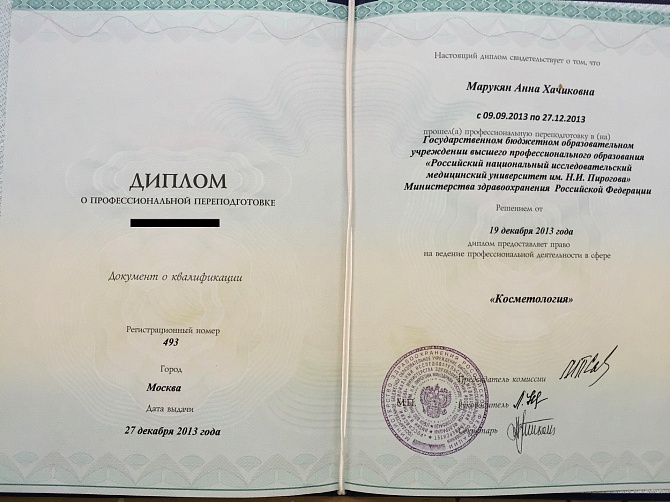 ДИПЛОМ
О ПРОФЕССИОНАЛЬНОЙ ПЕРЕПОДГОТОВКЕ
Документ о квалификации
Регистрационный номер
493
Город
Москва
Дата выдачи
27 декабря 2013 года
Настоящий диплом свидетельствует о том, что
Марукян Анна Хачиковна
с 09.09.2013 по 27.12.2013
прошел(а) профессиональную переподготовку в (на)
Государственном бюджетном образовательном
учреждении высшего профессионального образования
«Российский национальный исследовательский
медицинский университет им. Н.И. Пирогова»
Министерства здравоохранения Российской Федерации
Решением от
19 декабря 2013 года
диплом предоставляет право
на ведение профессиональной деятельности в сфере
«Косметология»
Председатель комиссии
М.П.
Руководитель
Секретарь